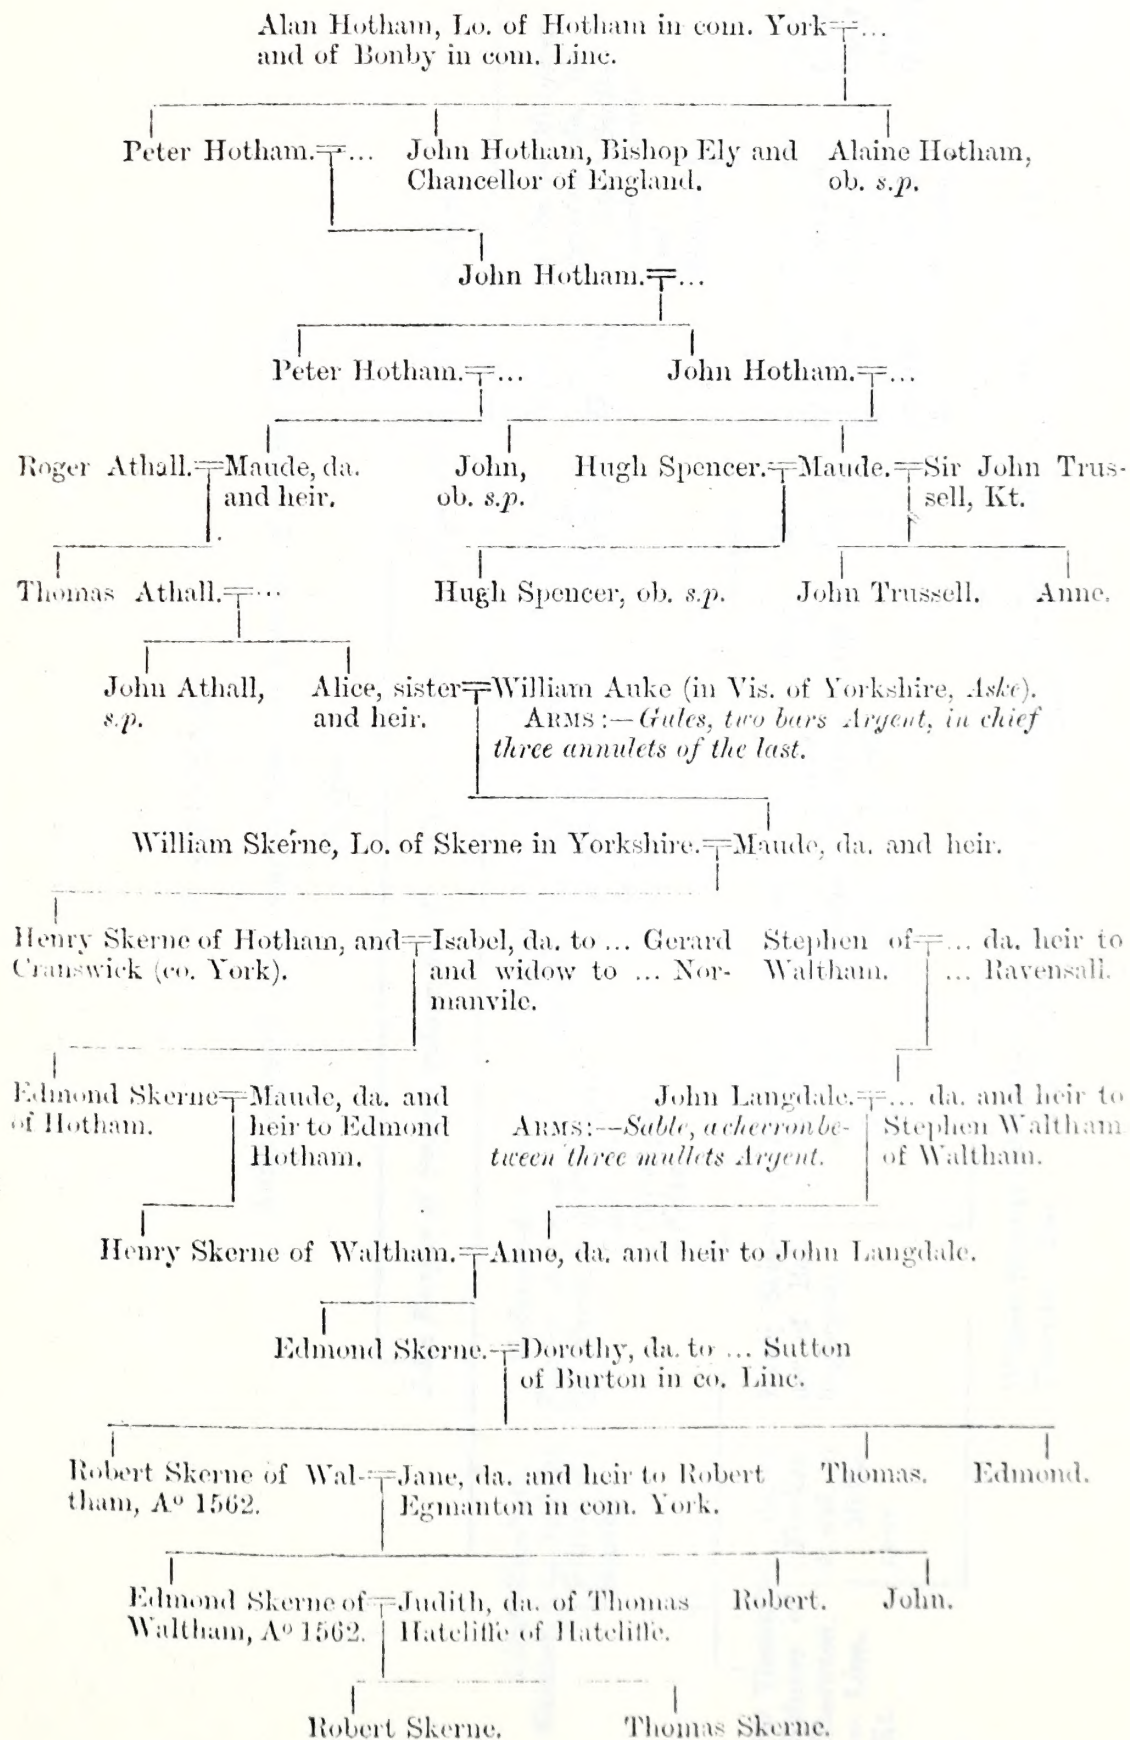 Alan Hotham, Lo. of Hotham in com. York=...
and of Bonby in com. Linc.
Peter Hotham.=... John Hotham, Bishop Ely and Alaine Hotham,
Chancellor of England. ob. s.p.
John Hotham.=...
Peter Hotham.=... John Hotham.=...
Roger Athall.=Maude, da. John, Hugh Spencer.=Maude.=Sir John Trus-
and heir. ob. s.p. sell, Kt.
Thomas Athall.=... Hugh Spencer, ob. s.p. John Trussell. Anne.
John Athall, Alice, sister=William Auke (in Vis. of Yorkshire, Aske).
s.p. and heir. ARMS:—Gules, two bars Argent, in chief
three annulets of the last.
William Skerne, Lo. of Skerne in Yorkshire.=Maude, da. and heir.
Henry Skerne of Hotham, and=Isabel, da. to ... Gerard Stephen of=... da. heir to
Cranswick (co. York). and widow to ... Nor- Waltham. ... Ravensall.
manvile.
Edmond Skerne=Maude, da. and John Langdale.=... da. and heir to
of Hotham. heir to Edmond ARMS:—Sable, a chevron be- Stephen Waltham
Hotham. tween three mullets Argent. of Waltham.
Henry Skerne of Waltham.=Anne, da. and heir to John Langdale.
Edmond Skerne.=Dorothy, da. to ... Sutton
of Burton in co. Linc.
Robert Skerne of Wal-=Jane, da. and heir to Robert Thomas. Edmond.
tham, Aº 1562. Egmanton in com. York.
Edmond Skerne of=Judith, da. of Thomas Robert. John.
Waltham, Aº 1562. Hatcliffe of Hatcliffe.
Robert Skerne. Thomas Skerne.